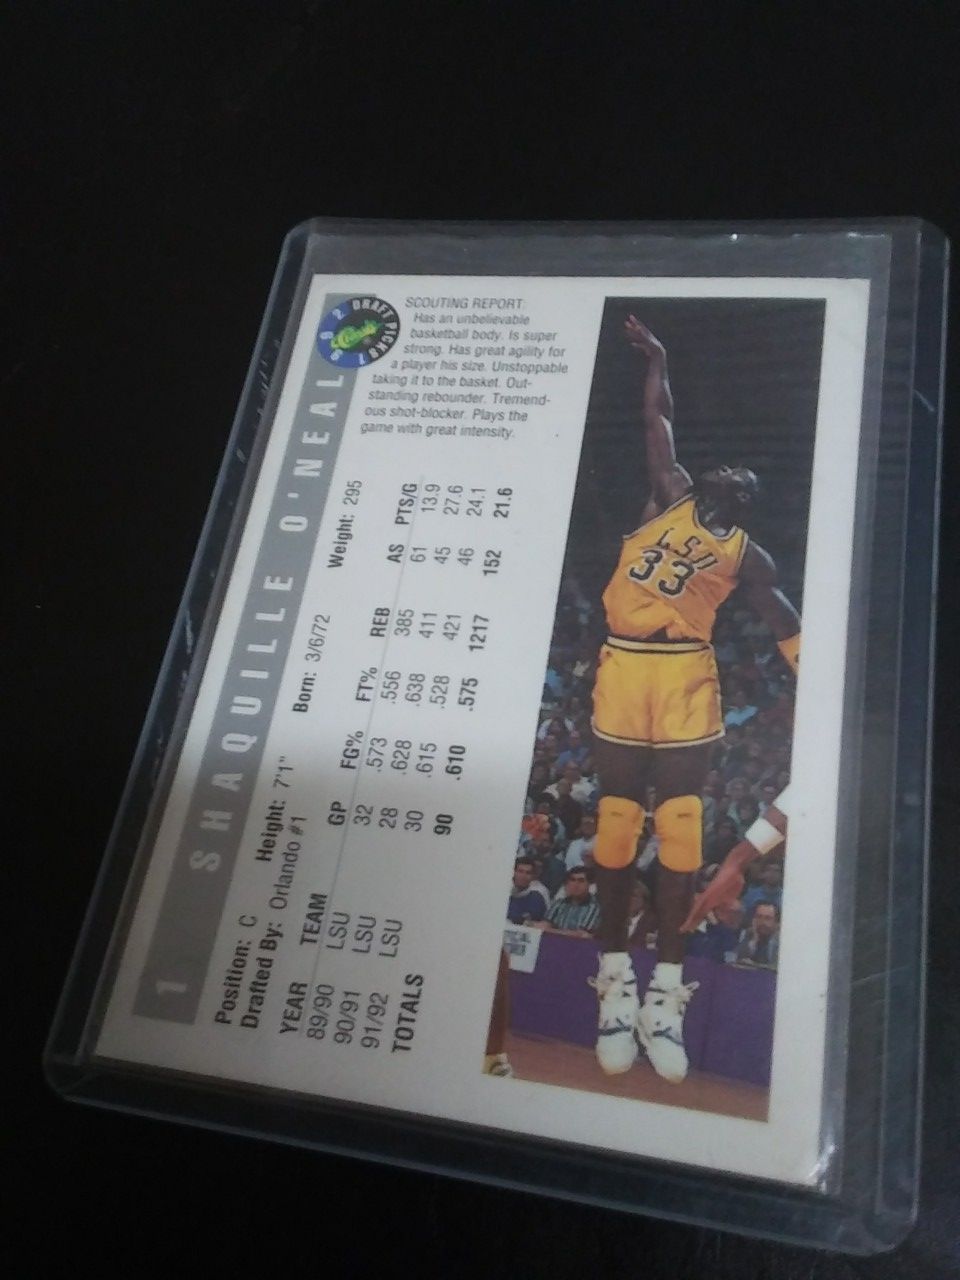 1 SHAQUILLE O'NEAL
1992 DRAFT PICKS
Classic
Position: C Height: 7'1" Born: 3/6/72 Weight: 295
Drafted By: Orlando #1
YEAR TEAM GP FG% FT% REB AS PTS/G
89/90 LSU 32 .573 .556 385 61 13.9
90/91 LSU 28 .628 .638 411 45 27.6
91/92 LSU 30 .615 .528 421 46 24.1
TOTALS 90 .610 .575 1217 152 21.6
SCOUTING REPORT:
Has an unbelievable
basketball body. Is super
strong. Has great agility for
a player his size. Unstoppable
taking it to the basket. Out-
standing rebounder. Tremend-
ous shot-blocker. Plays the
game with great intensity.
LSU
33